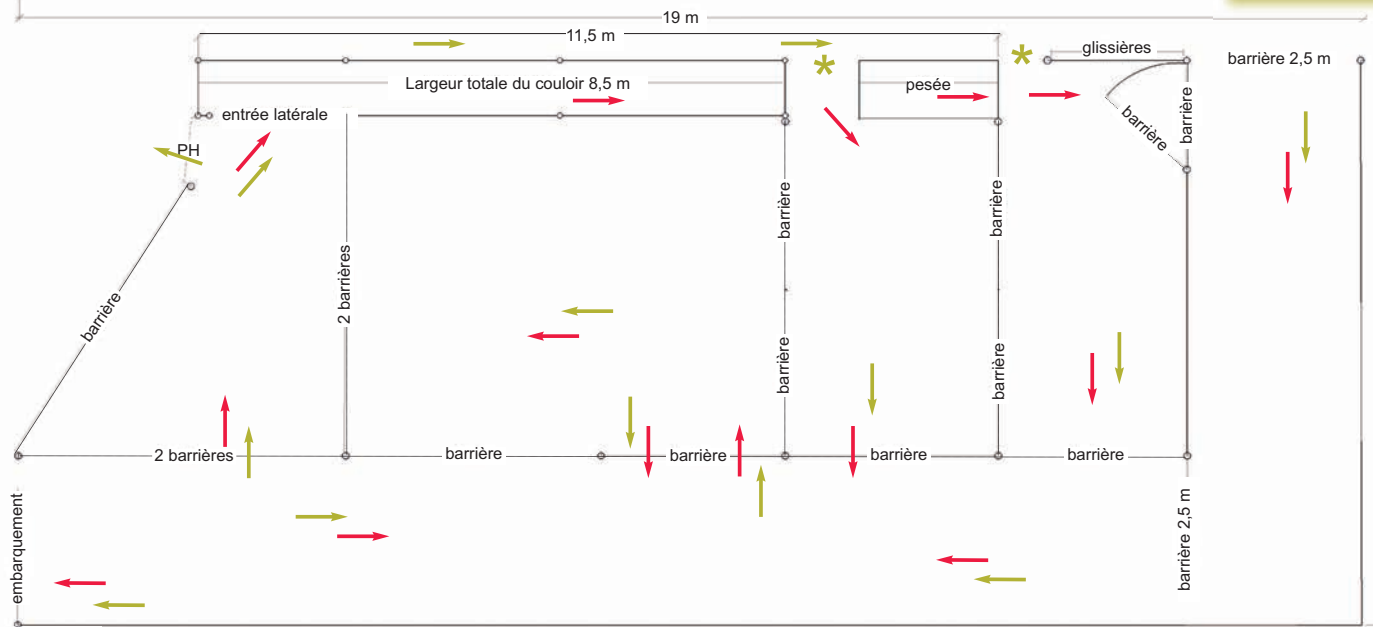 19 m
11,5 m
glissières
barrière 2,5 m
Largeur totale du couloir 8,5 m
pesée
entrée latérale
barrière
barrière
PH
barrière
barrière
2 barrières
barrière
barrière
barrière
2 barrières
barrière
barrière
barrière
barrière
embarquement
barrière 2,5 m